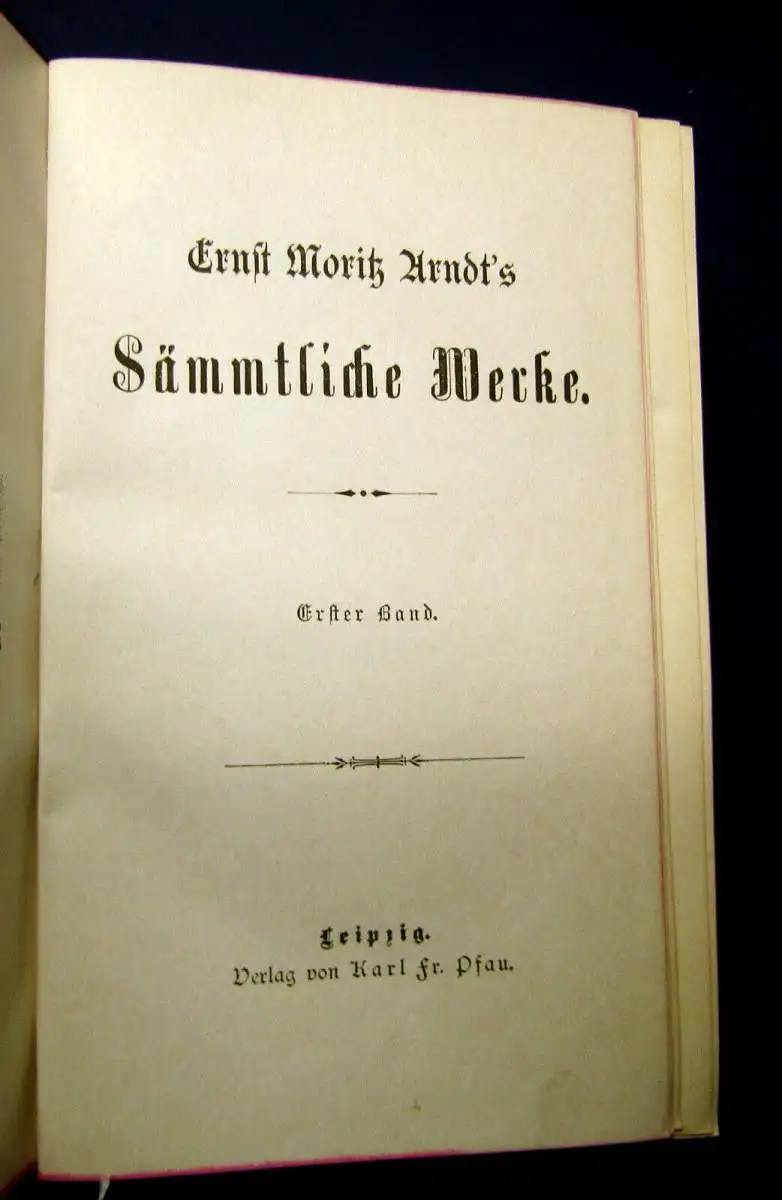 Ernſt Moritz Arndt's
Sämmtliche Werke.
Erſter Band.
Leipzig.
Verlag von Karl Fr. Pfau.